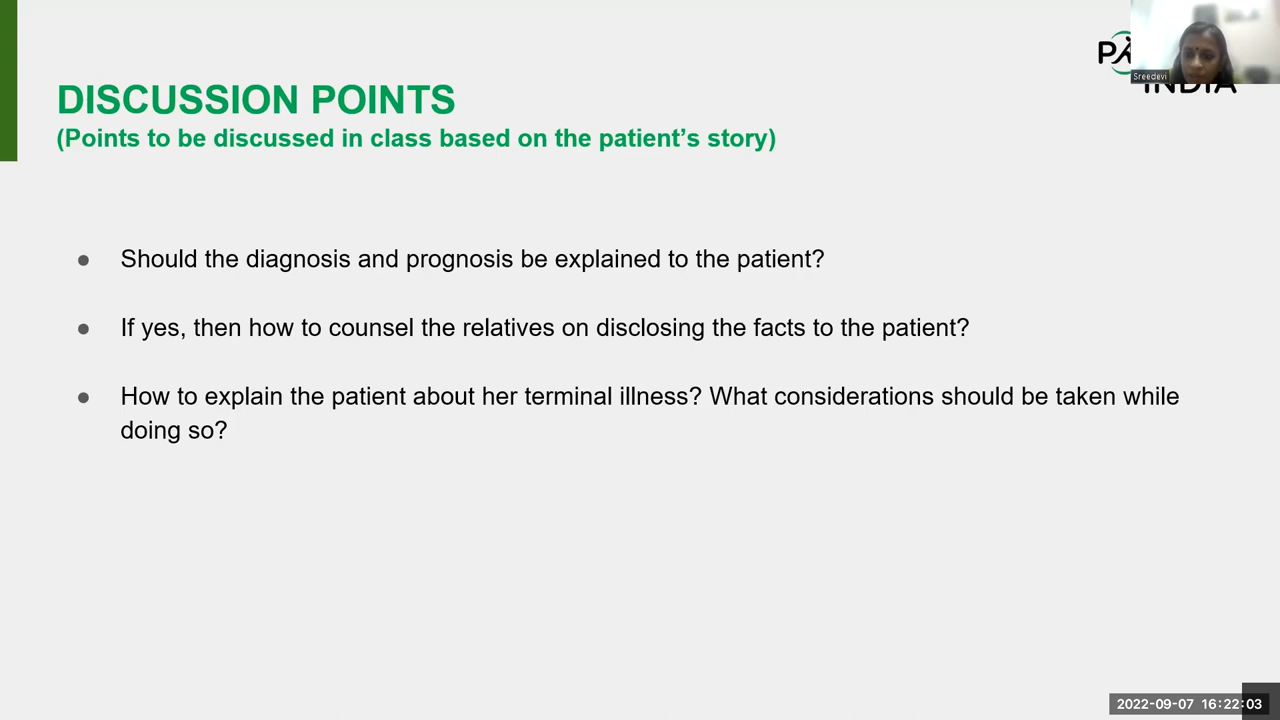 DISCUSSION POINTS
(Points to be discussed in class based on the patient’s story)
Sreedevi
INDIA
● Should the diagnosis and prognosis be explained to the patient?
● If yes, then how to counsel the relatives on disclosing the facts to the patient?
● How to explain the patient about her terminal illness? What considerations should be taken while
doing so?
2022-09-07 16:22:03